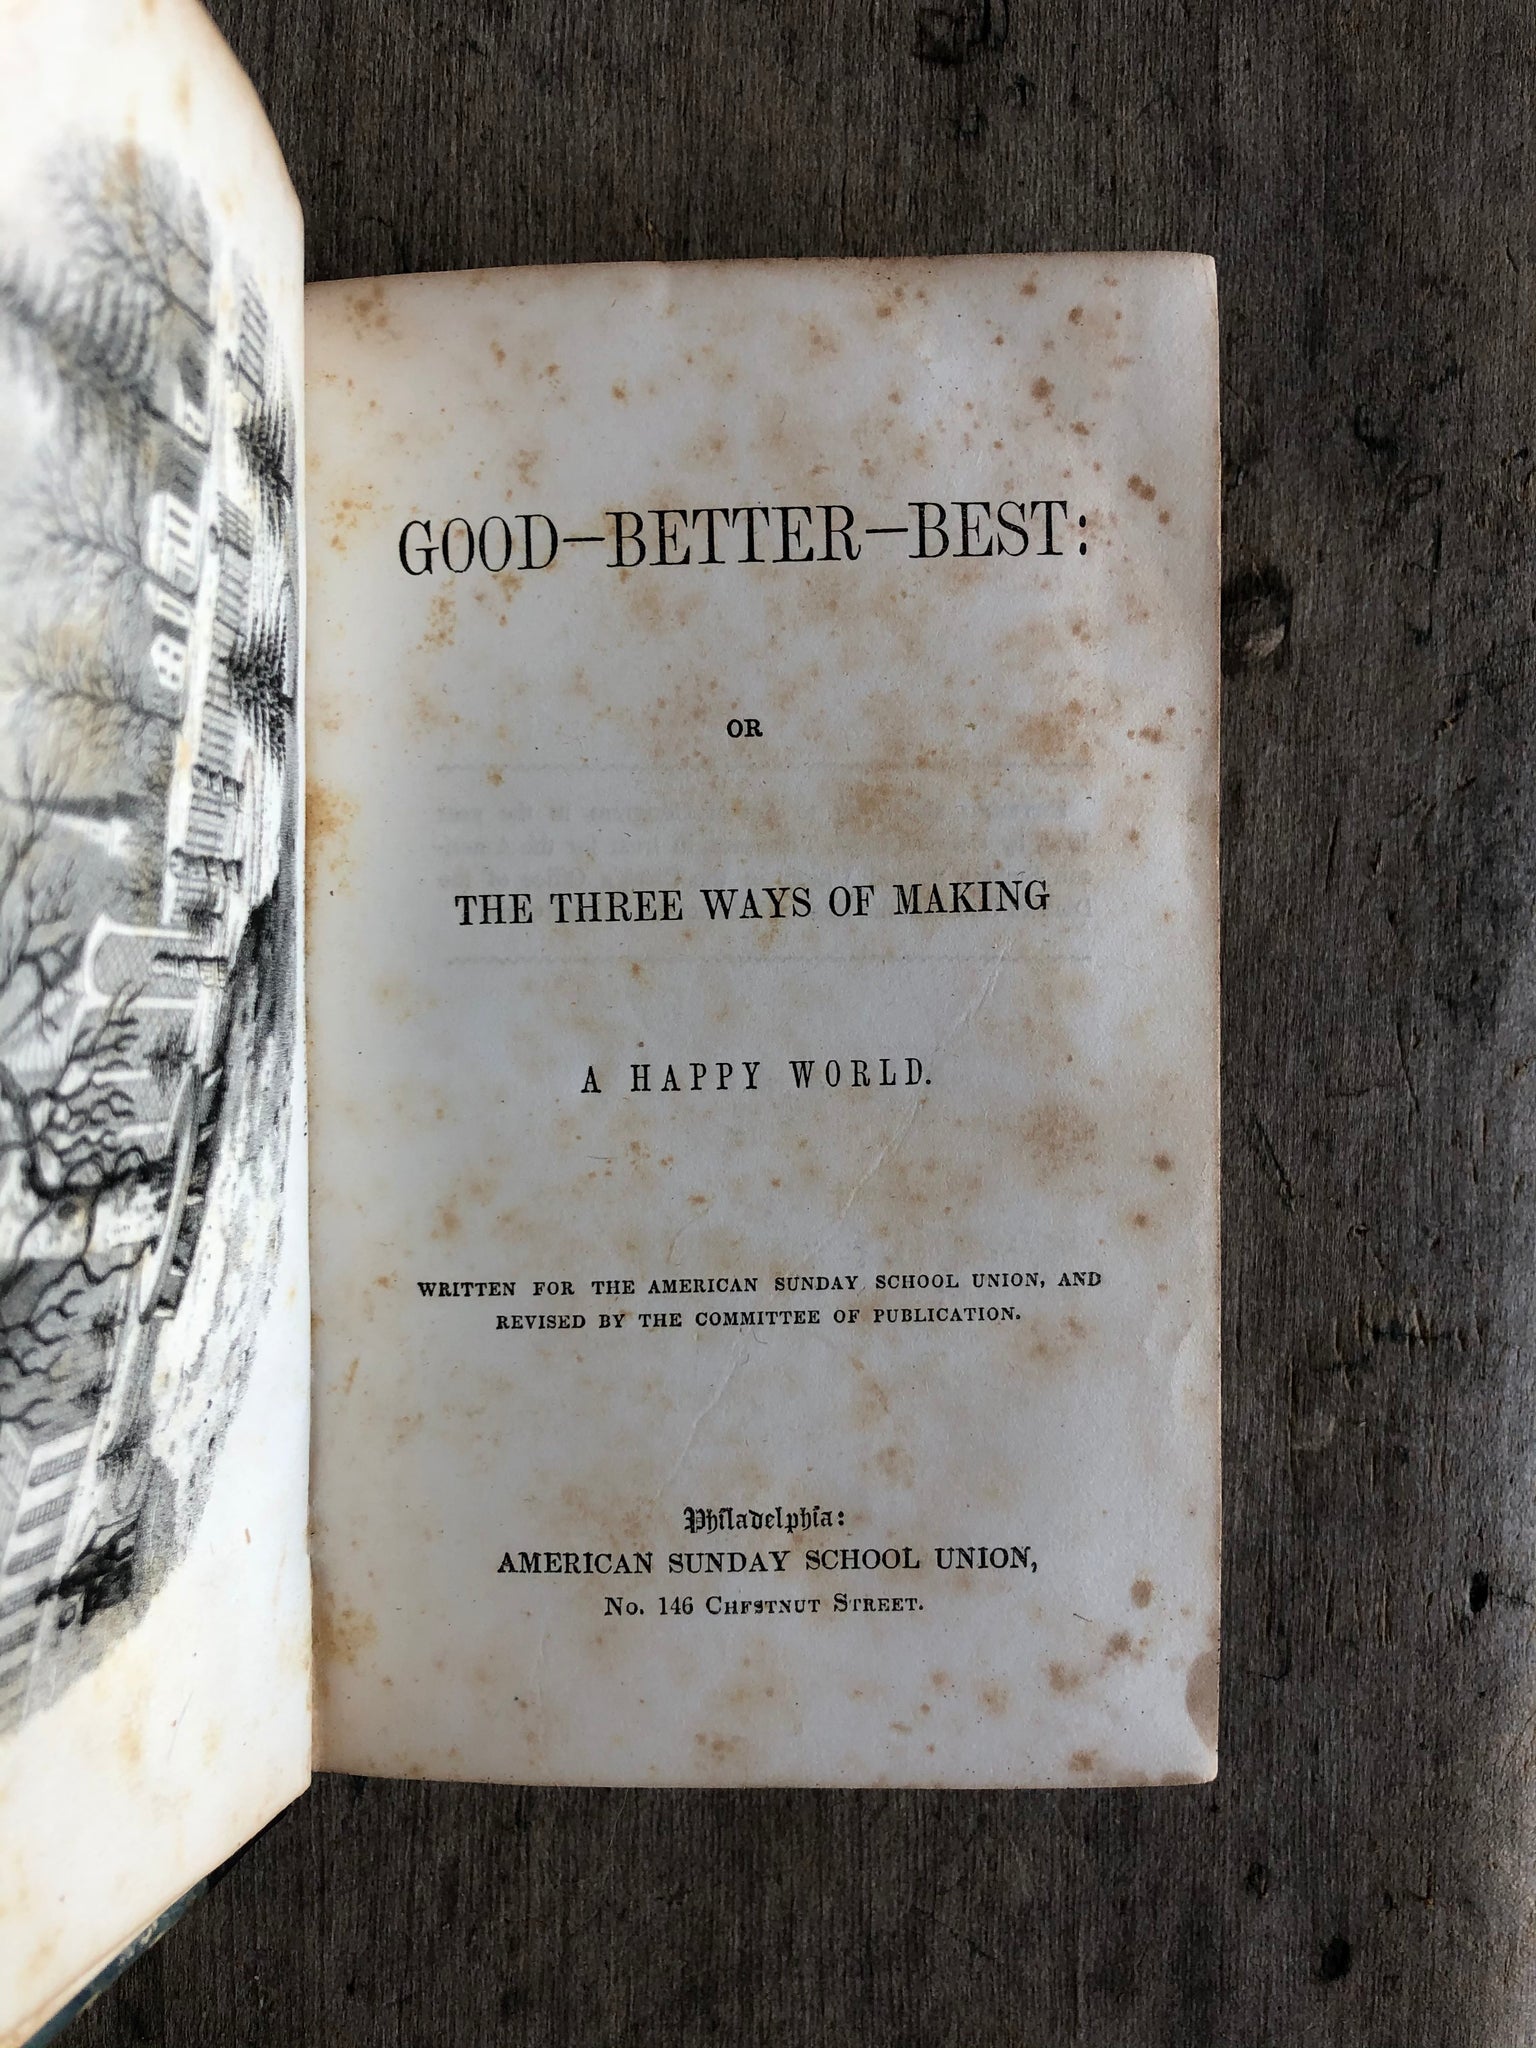 GOOD—BETTER—BEST:
OR
THE THREE WAYS OF MAKING
A HAPPY WORLD.
WRITTEN FOR THE AMERICAN SUNDAY SCHOOL UNION, AND
REVISED BY THE COMMITTEE OF PUBLICATION.
Philadelphia:
AMERICAN SUNDAY SCHOOL UNION,
No. 146 CHESTNUT STREET.